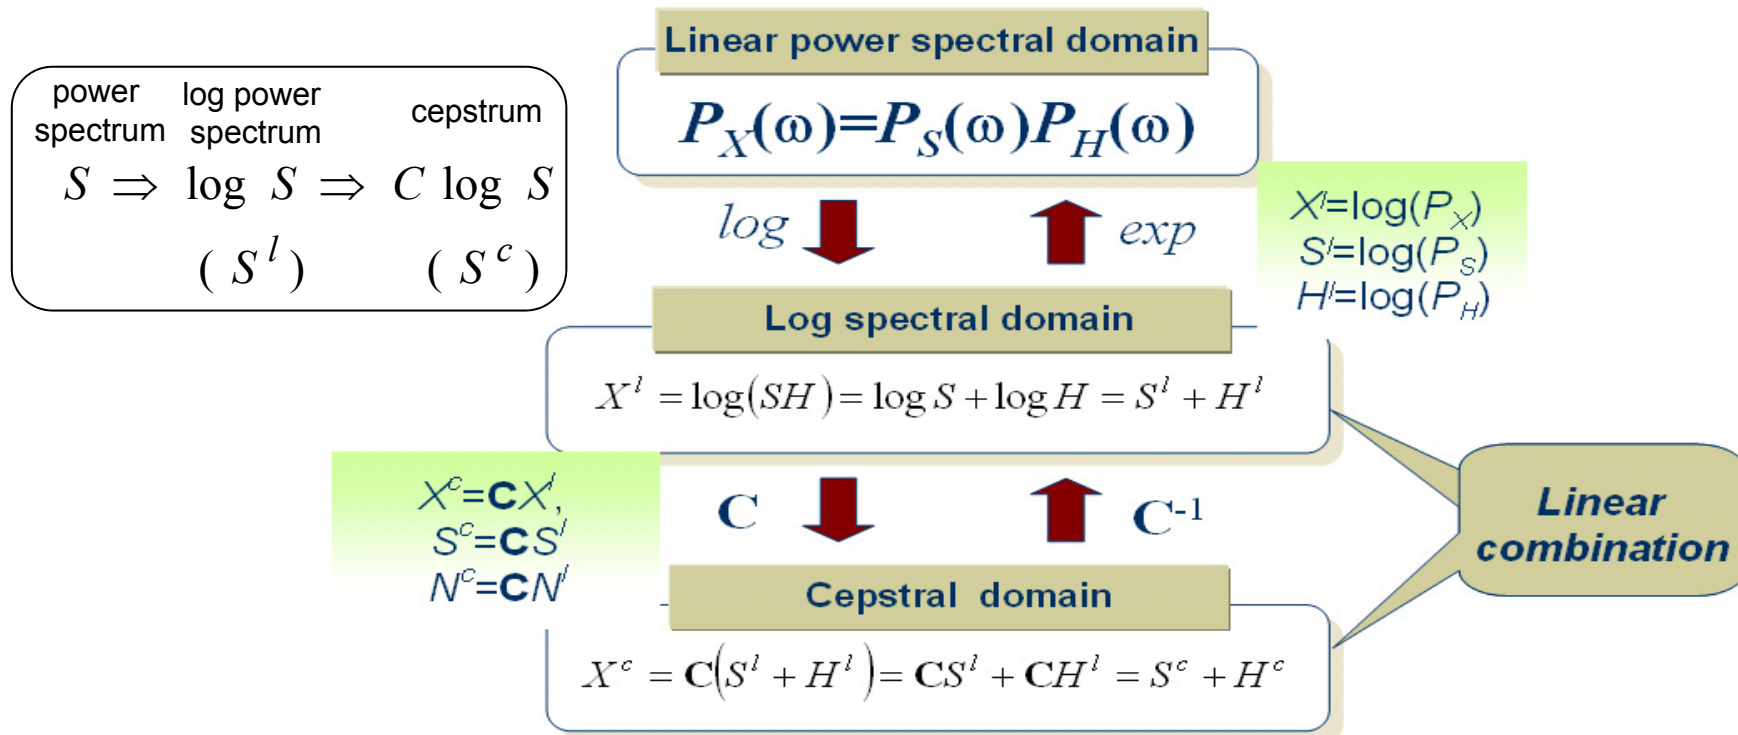 Linear power spectral domain
P_X(ω)=P_S(ω)P_H(ω)
power spectrum
log power spectrum
cepstrum
S ⇒ log S ⇒ C log S
(S^l) (S^c)
log
exp
X^l=log(P_X)
S^l=log(P_S)
H^l=log(P_H)
Log spectral domain
X^l = log(SH) = log S + log H = S^l + H^l
X^c=CX^l,
S^c=CS^l
N^c=CN^l
C
C^-1
Linear
combination
Cepstral domain
X^c = C(S^l + H^l) = CS^l + CH^l = S^c + H^c